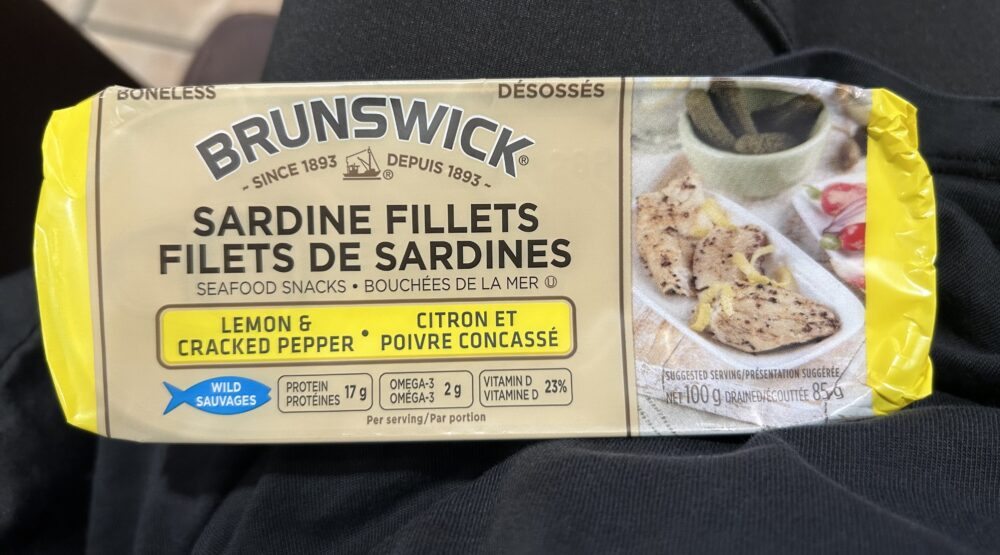 BONELESS
DÉSOSSÉS
BRUNSWICK®
- SINCE 1893 ® DEPUIS 1893 -
SARDINE FILLETS
FILETS DE SARDINES
SEAFOOD SNACKS • BOUCHÉES DE LA MER Ⓤ
LEMON & CRACKED PEPPER • CITRON ET POIVRE CONCASSÉ
WILD
SAUVAGES
PROTEIN
PROTÉINES 17 g
OMEGA-3
OMÉGA-3 2 g
VITAMIN D
VITAMINE D 23%
Per serving/Par portion
SUGGESTED SERVING/PRÉSENTATION SUGGÉRÉE
NET 100 g DRAINED/ÉCOUTTÉE 85 g